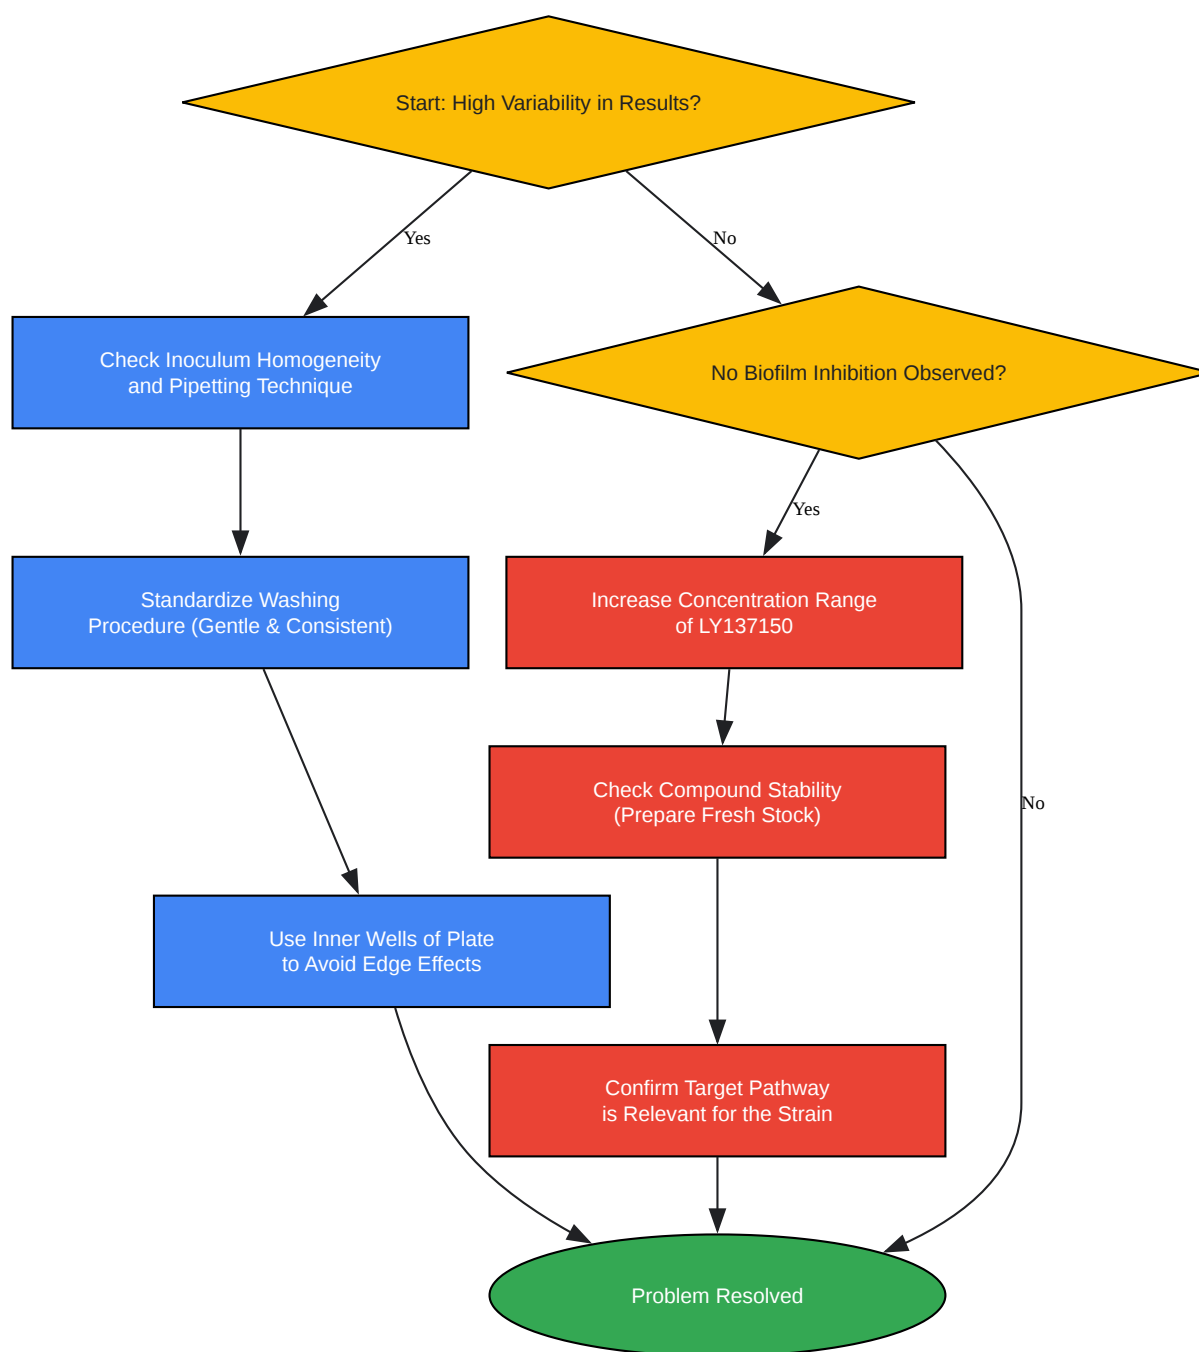 Start: High Variability in Results?
Yes
No
Check Inoculum Homogeneity
and Pipetting Technique
No Biofilm Inhibition Observed?
Yes
Standardize Washing
Procedure (Gentle & Consistent)
Increase Concentration Range
of LY137150
Check Compound Stability
(Prepare Fresh Stock)
No
Use Inner Wells of Plate
to Avoid Edge Effects
Confirm Target Pathway
is Relevant for the Strain
Problem Resolved